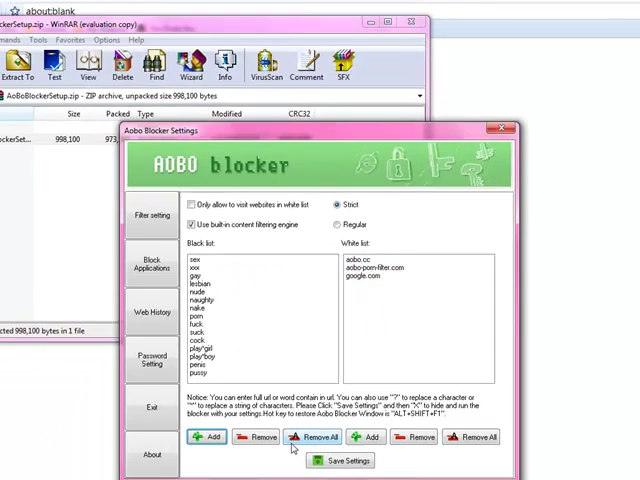 about:blank
ckerSetup.zip - WinRAR (evaluation copy)
mands Tools Favorites Options Help
Extract To Test View Delete Find Wizard Info VirusScan Comment SFX
AoBoBlockerSetup.zip - ZIP archive, unpacked size 998,100 bytes
Size Packed Type Modified CRC32
ckerSet... 998,100 973,
cted 998,100 bytes in 1 file
Aobo Blocker Settings
AOBO blocker
Filter setting
Block Applications
Web History
Password Setting
Exit
About
Only allow to visit websites in white list
Strict
Use built-in content filtering engine
Regular
Black list:
sex
xxx
gay
lesbian
nude
naughty
nake
porn
fuck
suck
cock
play*girl
play*boy
penis
pussy
White list:
aobo.cc
aobo-porn-filter.com
google.com
Notice: You can enter full url or word contain in url. You can also use "?" to replace a character or
"*" to replace a string of characters. Please Click "Save Settings" and then "X" to hide and run the
blocker with your settings.Hot key to restore Aobo Blocker Window is "ALT+SHIFT+F1".
Add Remove Remove All Add Remove Remove All
Save Settings